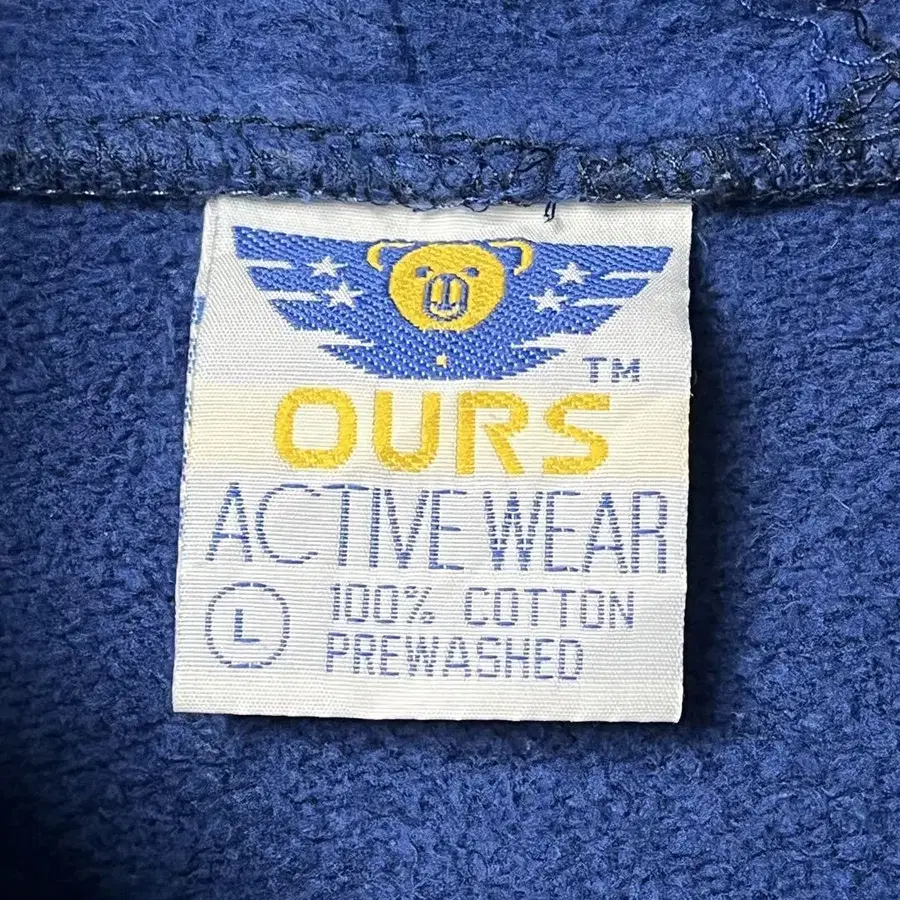 TM
OURS
ACTIVE WEAR
L
100% COTTON
PREWASHED